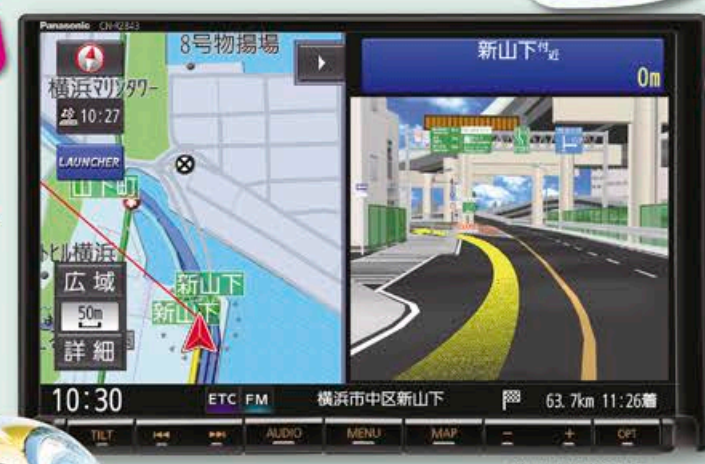 Panasonic CN-RZ843
8号物揚場
新山下付近
0m
横浜マリンタワー
10:27
LAUNCHER
山下町
トヒル横浜
広域
新山下
50m
新山下
詳細
10:30
ETC FM
横浜市中区新山下
63.7km 11:26着
TILT
AUDIO
MENU
MAP
−
+
OPT